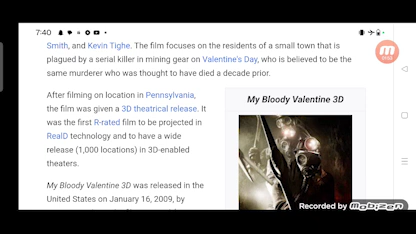 7:40
Smith, and Kevin Tighe. The film focuses on the residents of a small town that is
plagued by a serial killer in mining gear on Valentine's Day, who is believed to be the
same murderer who was thought to have died a decade prior.
After filming on location in Pennsylvania,
the film was given a 3D theatrical release. It
was the first R-rated film to be projected in
RealD technology and to have a wide
release (1,000 locations) in 3D-enabled
theaters.
My Bloody Valentine 3D was released in the
United States on January 16, 2009, by
My Bloody Valentine 3D
Recorded by Mobizen